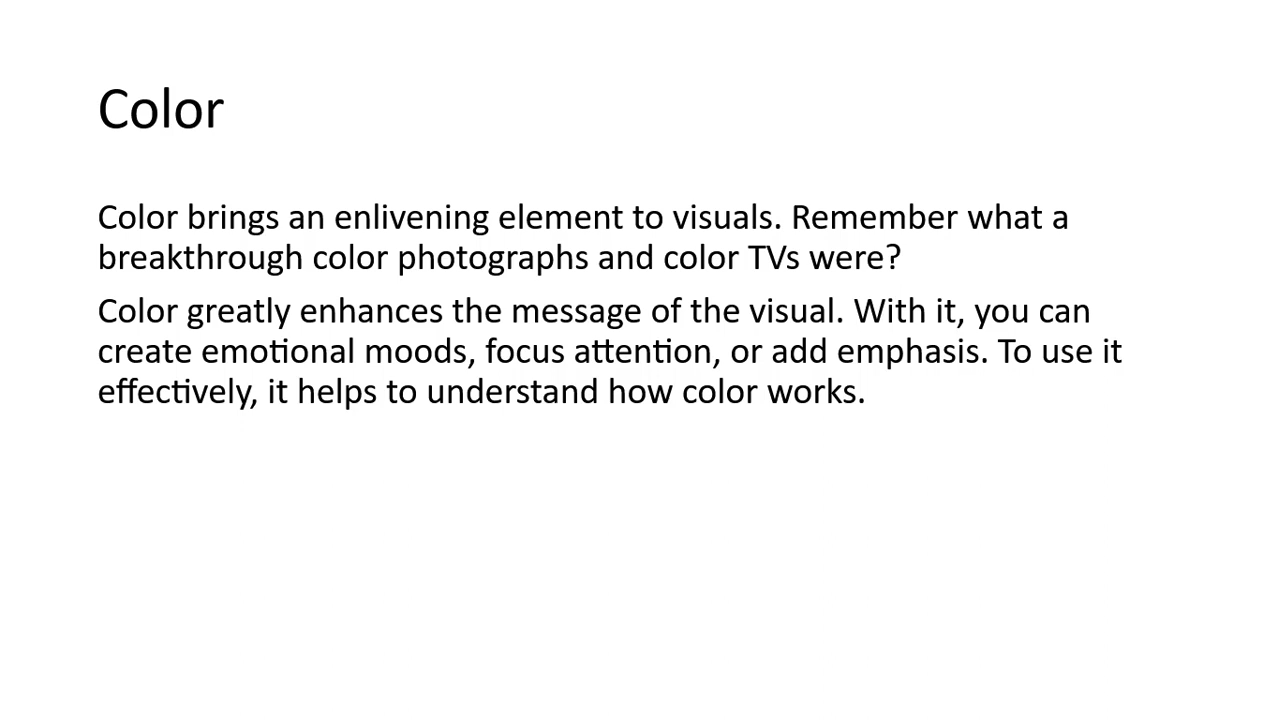 Color
Color brings an enlivening element to visuals. Remember what a
breakthrough color photographs and color TVs were?
Color greatly enhances the message of the visual. With it, you can
create emotional moods, focus attention, or add emphasis. To use it
effectively, it helps to understand how color works.